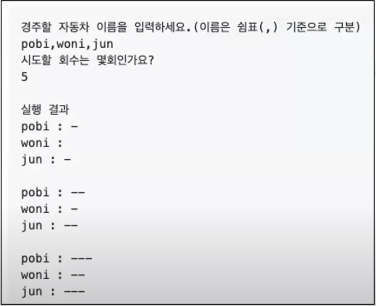 경주할 자동차 이름을 입력하세요.(이름은 쉼표(,) 기준으로 구분)
pobi,woni,jun
시도할 회수는 몇회인가요?
5
실행 결과
pobi : -
woni :
jun : -
pobi : --
woni : -
jun : --
pobi : ---
woni : --
jun : ---